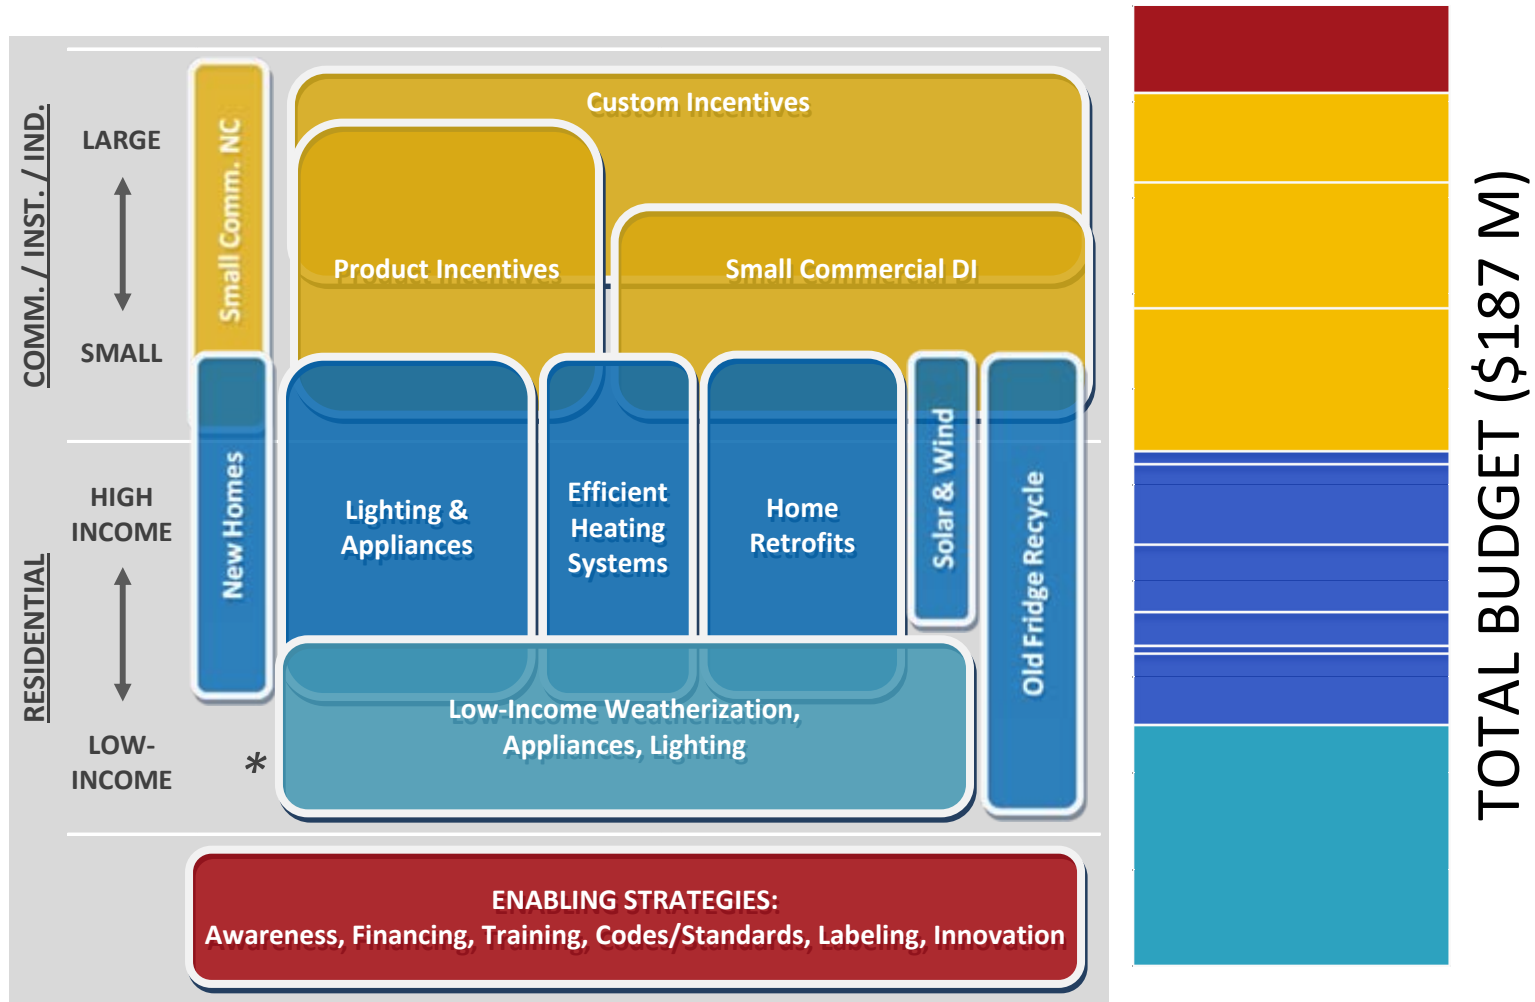 COMM. / INST. / IND.
LARGE
SMALL
Small Comm. NC
Custom Incentives
Product Incentives
Small Commercial DI
RESIDENTIAL
HIGH
INCOME
LOW-
INCOME
New Homes
Lighting &
Appliances
Efficient
Heating
Systems
Home
Retrofits
Solar & Wind
Old Fridge Recycle
*
Low-Income Weatherization,
Appliances, Lighting
ENABLING STRATEGIES:
Awareness, Financing, Training, Codes/Standards, Labeling, Innovation
TOTAL BUDGET ($187 M)